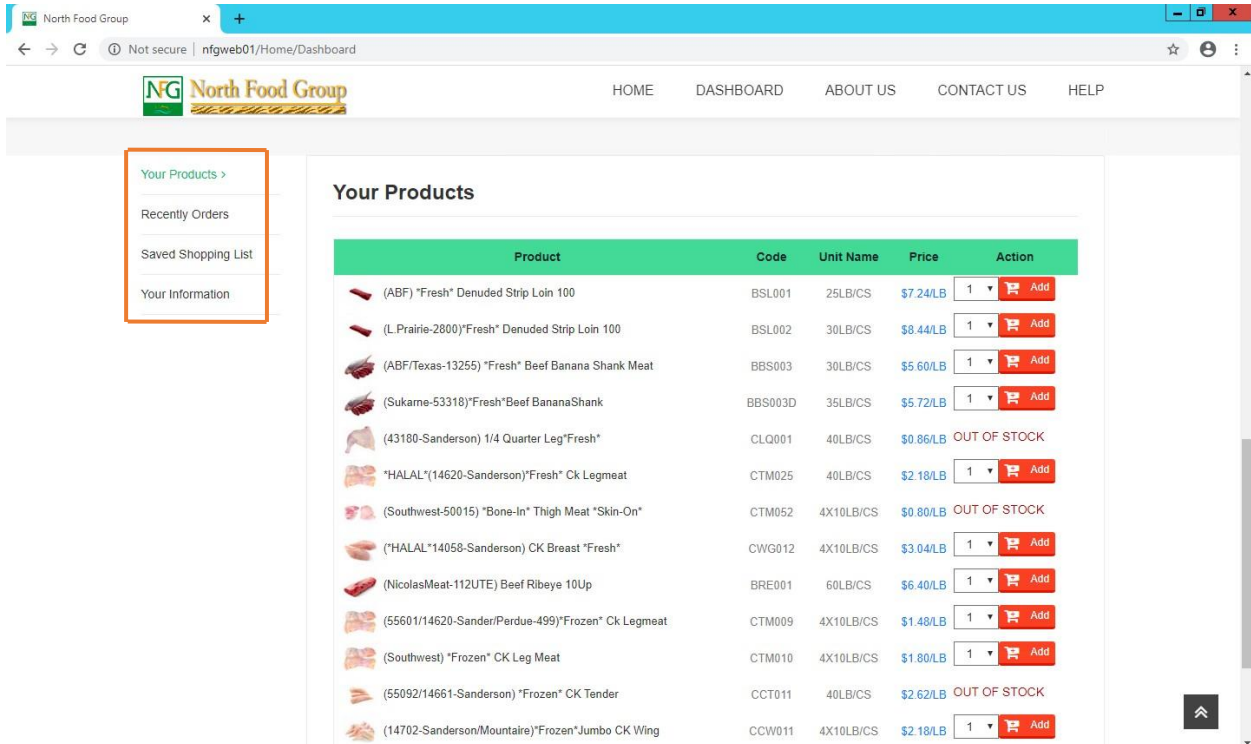 North Food Group
Not secure | nfgweb01/Home/Dashboard
NFG North Food Group
HOME DASHBOARD ABOUT US CONTACT US HELP
Your Products >
Recently Orders
Saved Shopping List
Your Information
Your Products
Product Code Unit Name Price Action
(ABF) *Fresh* Denuded Strip Loin 100 BSL001 25LB/CS $7.24/LB 1 Add
(L.Prairie-2800)*Fresh* Denuded Strip Loin 100 BSL002 30LB/CS $8.44/LB 1 Add
(ABF/Texas-13255) *Fresh* Beef Banana Shank Meat BBS003 30LB/CS $5.60/LB 1 Add
(Sukarne-53318)*Fresh*Beef BananaShank BBS003D 35LB/CS $5.72/LB 1 Add
(43180-Sanderson) 1/4 Quarter Leg*Fresh* CLQ001 40LB/CS $0.86/LB OUT OF STOCK
*HALAL*(14620-Sanderson)*Fresh* Ck Legmeat CTM025 40LB/CS $2.18/LB 1 Add
(Southwest-50015) *Bone-In* Thigh Meat *Skin-On* CTM052 4X10LB/CS $0.80/LB OUT OF STOCK
(*HALAL*14058-Sanderson) CK Breast *Fresh* CWG012 4X10LB/CS $3.04/LB 1 Add
(NicolasMeat-112UTE) Beef Ribeye 10Up BRE001 60LB/CS $6.40/LB 1 Add
(55601/14620-Sander/Perdue-499)*Frozen* Ck Legmeat CTM009 4X10LB/CS $1.48/LB 1 Add
(Southwest) *Frozen* CK Leg Meat CTM010 4X10LB/CS $1.80/LB 1 Add
(55092/14661-Sanderson) *Frozen* CK Tender CCT011 40LB/CS $2.62/LB OUT OF STOCK
(14702-Sanderson/Mountaire)*Frozen*Jumbo CK Wing CCW011 4X10LB/CS $2.18/LB 1 Add